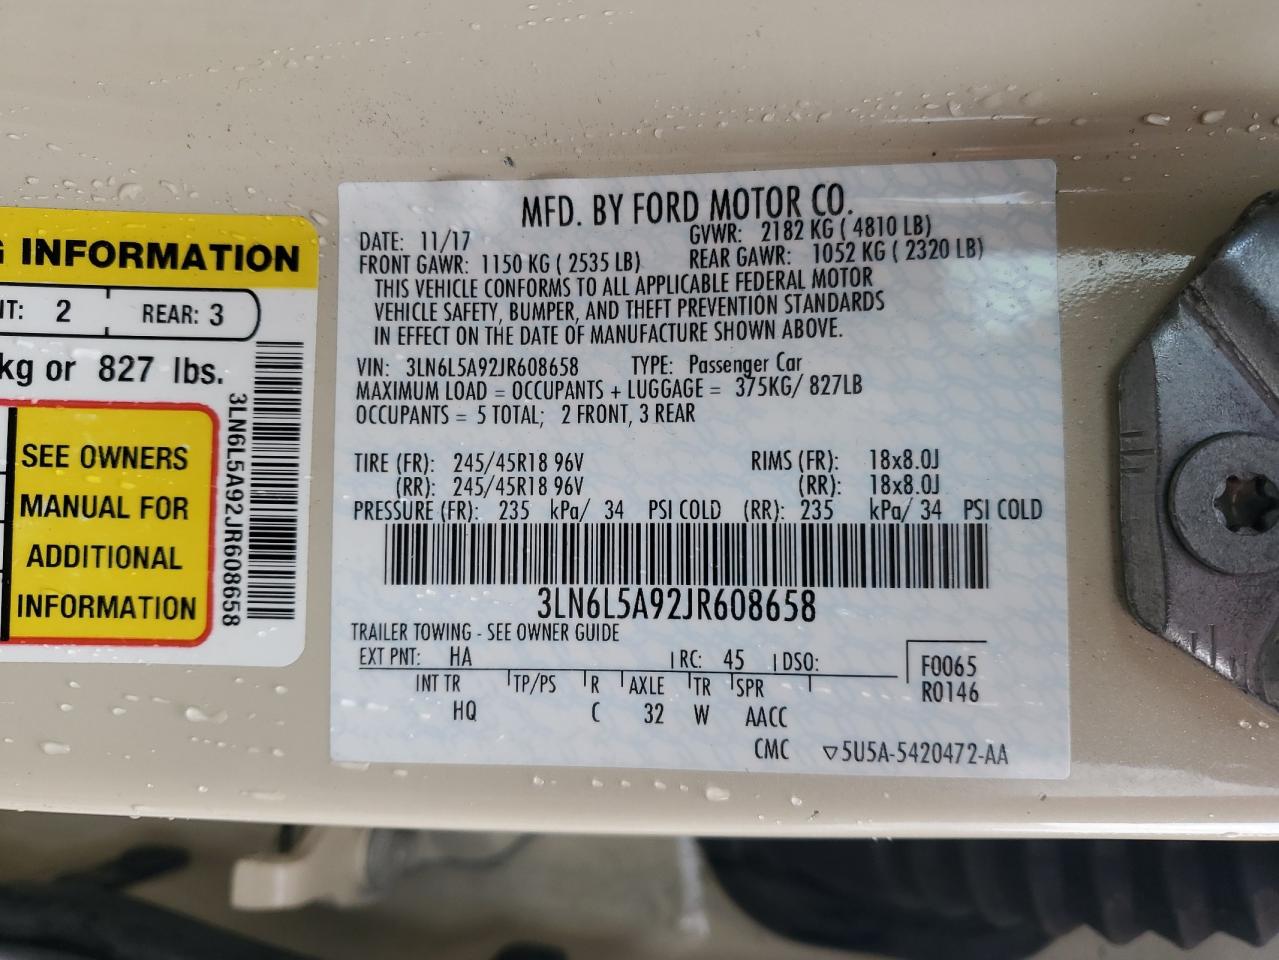 G INFORMATION
NT: 2 REAR: 3
kg or 827 lbs.
SEE OWNERS
MANUAL FOR
ADDITIONAL
INFORMATION
3LN6L5A92JR608658
MFD. BY FORD MOTOR CO.
DATE: 11/17 GVWR: 2182 KG ( 4810 LB)
FRONT GAWR: 1150 KG ( 2535 LB) REAR GAWR: 1052 KG ( 2320 LB)
THIS VEHICLE CONFORMS TO ALL APPLICABLE FEDERAL MOTOR
VEHICLE SAFETY, BUMPER, AND THEFT PREVENTION STANDARDS
IN EFFECT ON THE DATE OF MANUFACTURE SHOWN ABOVE.
VIN: 3LN6L5A92JR608658 TYPE: Passenger Car
MAXIMUM LOAD = OCCUPANTS + LUGGAGE = 375KG/ 827LB
OCCUPANTS = 5 TOTAL; 2 FRONT, 3 REAR
TIRE (FR): 245/45R18 96V RIMS (FR): 18x8.0J
(RR): 245/45R18 96V (RR): 18x8.0J
PRESSURE (FR): 235 kPa/ 34 PSI COLD (RR): 235 kPa/ 34 PSI COLD
3LN6L5A92JR608658
TRAILER TOWING - SEE OWNER GUIDE
EXT PNT: HA RC: 45 DSO: F0065
INT TR TP/PS R AXLE TR SPR R0146
HQ C 32 W AACC
CMC ▽5U5A-5420472-AA